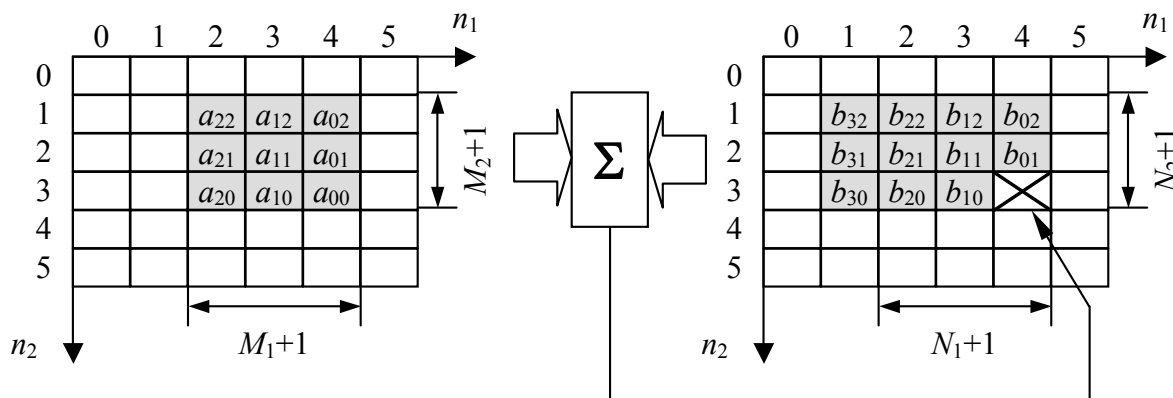 n1 n1
0 1 2 3 4 5 0 1 2 3 4 5
0 0
1 a22 a12 a02 M2+1 1 b32 b22 b12 b02 N2+1
2 a21 a11 a01 Σ 2 b31 b21 b11 b01
3 a20 a10 a00 3 b30 b20 b10
4 4
5 5
n2 M1+1 n2 N1+1